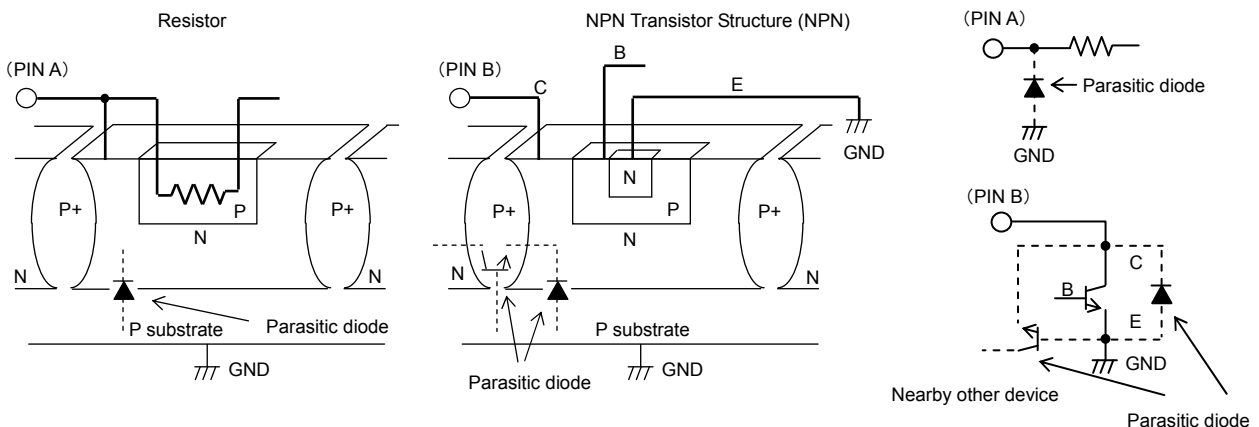 Resistor
(PIN A)
P+
P
P+
N
N
N
P substrate
Parasitic diode
GND
NPN Transistor Structure (NPN)
(PIN B)
B
C
E
GND
N
P+
P
P+
N
N
N
P substrate
GND
Parasitic diode
(PIN A)
Parasitic diode
GND
(PIN B)
C
B
E
GND
Nearby other device
Parasitic diode